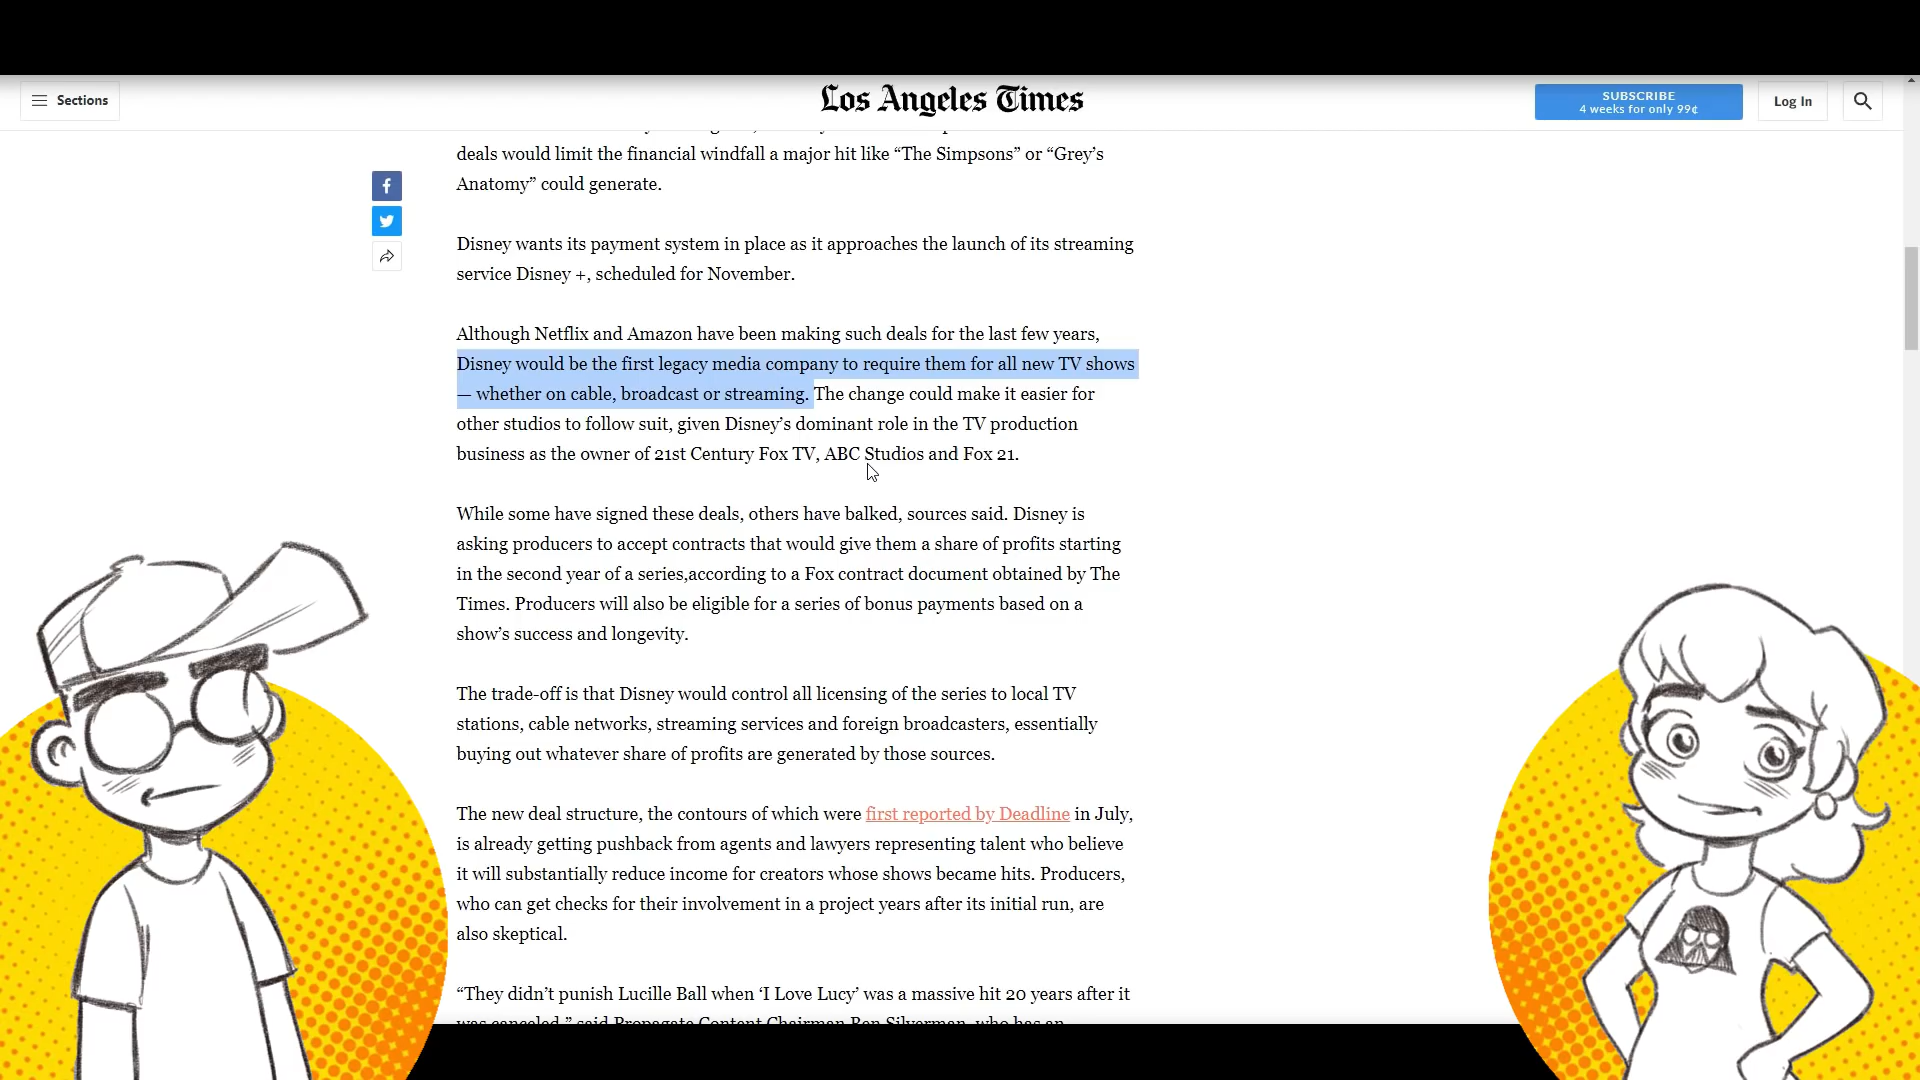 Sections
Los Angeles Times
SUBSCRIBE
4 weeks for only 99¢
Log In
deals would limit the financial windfall a major hit like “The Simpsons” or “Grey’s
Anatomy” could generate.
Disney wants its payment system in place as it approaches the launch of its streaming
service Disney +, scheduled for November.
Although Netflix and Amazon have been making such deals for the last few years,
Disney would be the first legacy media company to require them for all new TV shows
— whether on cable, broadcast or streaming. The change could make it easier for
other studios to follow suit, given Disney’s dominant role in the TV production
business as the owner of 21st Century Fox TV, ABC Studios and Fox 21.
While some have signed these deals, others have balked, sources said. Disney is
asking producers to accept contracts that would give them a share of profits starting
in the second year of a series,according to a Fox contract document obtained by The
Times. Producers will also be eligible for a series of bonus payments based on a
show’s success and longevity.
The trade-off is that Disney would control all licensing of the series to local TV
stations, cable networks, streaming services and foreign broadcasters, essentially
buying out whatever share of profits are generated by those sources.
The new deal structure, the contours of which were first reported by Deadline in July,
is already getting pushback from agents and lawyers representing talent who believe
it will substantially reduce income for creators whose shows became hits. Producers,
who can get checks for their involvement in a project years after its initial run, are
also skeptical.
“They didn’t punish Lucille Ball when ‘I Love Lucy’ was a massive hit 20 years after it
was canceled,” said Propagate Content Chairman Ben Silverman, who has an